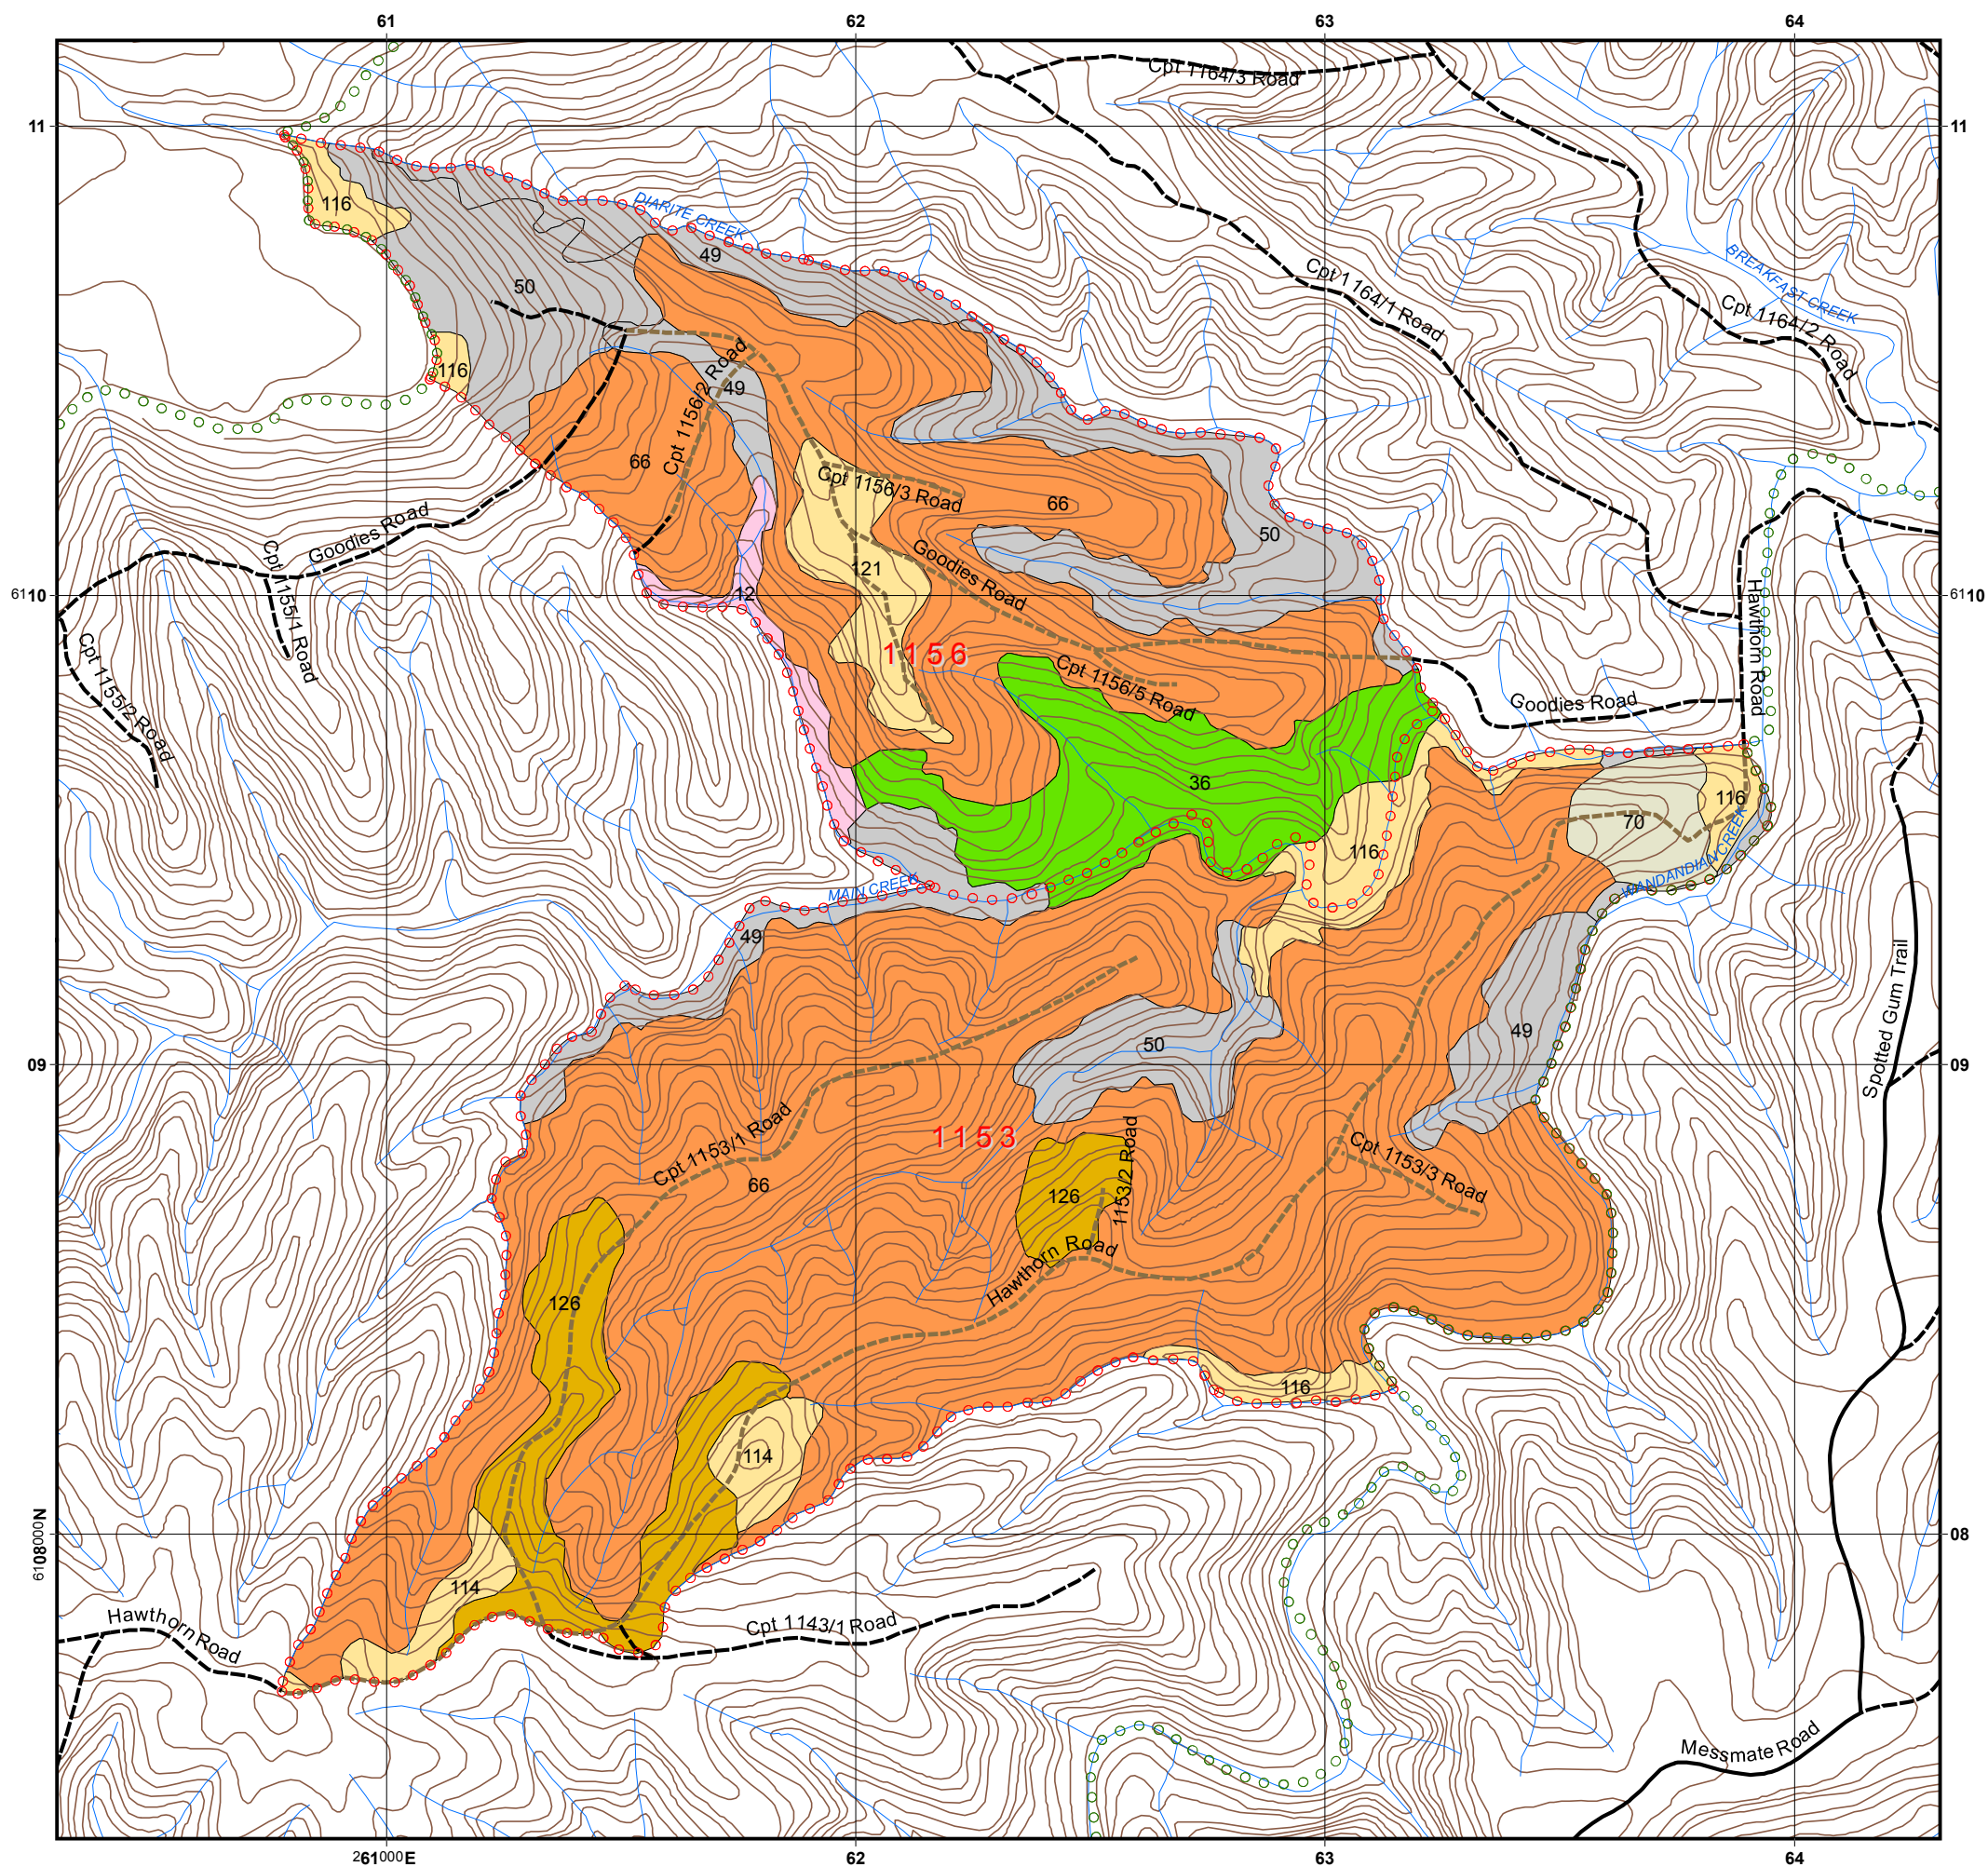 61 62 63 64
Cpt 1164/3 Road
11 11
116
DIARITE CREEK
49
BREAKFAST CREEK
50
Cpt 1164/1 Road
Cpt 1164/2 Road
116
Cpt 1156/2 Road
49
66
Cpt 1156/3 Road
66
50
Goodies Road
Cpt 1155/1 Road
Goodies Road
121
12
6110 6110
Hawthorn Road
Cpt 1155/2 Road
1156
Cpt 1156/5 Road
Goodies Road
36
116
70
116
WANDANDIAN CREEK
MAIN CREEK
49
Spotted Gum Trail
49
50
09 09
Cpt 1153/1 Road
1153
1153/2 Road
Cpt 1153/3 Road
66
126
Hawthorn Road
126
116
114
6108000N 08
114
Hawthorn Road
Cpt 1143/1 Road
Messmate Road
261000E 62 63 64